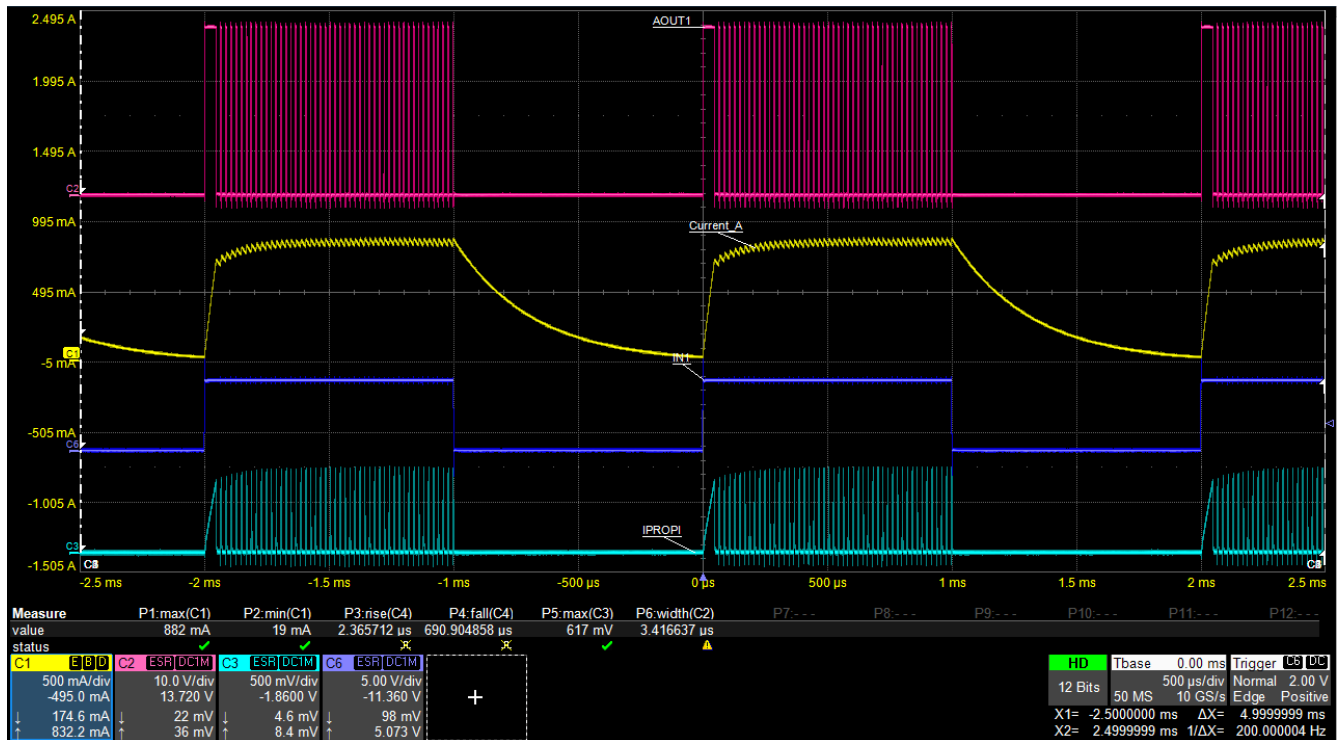 2.495 A
AOUT1
1.995 A
1.495 A
C2
995 mA
Current_A
495 mA
C1
-5 mA
IN1
-505 mA
C6
-1.005 A
IPROPI
C3
-1.505 A
-2.5 ms -2 ms -1.5 ms -1 ms -500 µs 0 µs 500 µs 1 ms 1.5 ms 2 ms 2.5 ms
Measure P1:max(C1) P2:min(C1) P3:rise(C4) P4:fall(C4) P5:max(C3) P6:width(C2) P7:- - - P8:- - - P9:- - - P10:- - - P11:- - - P12:- - -
value 882 mA 19 mA 2.365712 µs 690.904858 µs 617 mV 3.416637 µs
status
C1 E B D C2 ESR DC1M C3 ESR DC1M C6 ESR DC1M HD Tbase 0.00 ms Trigger C6 DC
500 mA/div 10.0 V/div 500 mV/div 5.00 V/div 12 Bits 500 µs/div Normal 2.00 V
-495.0 mA 13.720 V -1.8600 V -11.360 V + 50 MS 10 GS/s Edge Positive
↓ 174.6 mA ↓ 22 mV ↓ 4.6 mV ↓ 98 mV X1= -2.5000000 ms ΔX= 4.9999999 ms
↑ 832.2 mA ↑ 36 mV ↑ 8.4 mV ↑ 5.073 V X2= 2.4999999 ms 1/ΔX= 200.000004 Hz